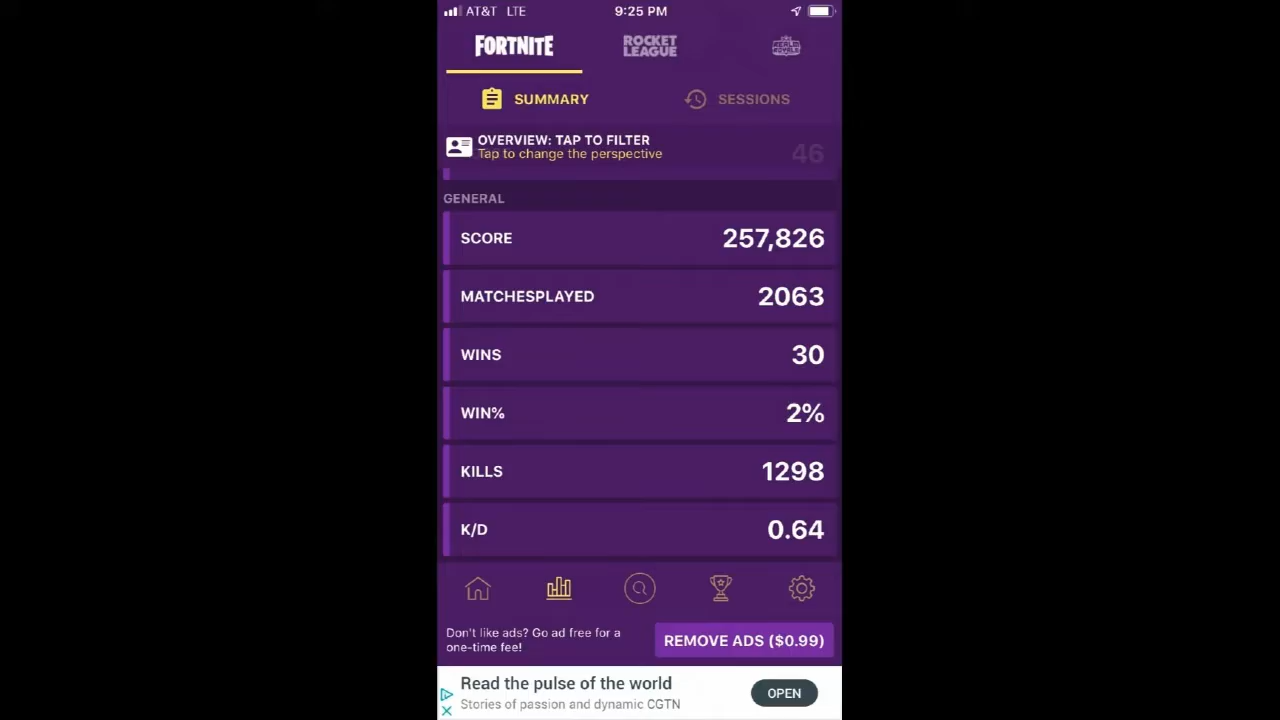 AT&T LTE 9:25 PM
FORTNITE ROCKET LEAGUE
SUMMARY SESSIONS
OVERVIEW: TAP TO FILTER
Tap to change the perspective
46
GENERAL
SCORE 257,826
MATCHESPLAYED 2063
WINS 30
WIN% 2%
KILLS 1298
K/D 0.64
Don't like ads? Go ad free for a
one-time fee!
REMOVE ADS ($0.99)
Read the pulse of the world
Stories of passion and dynamic CGTN
OPEN